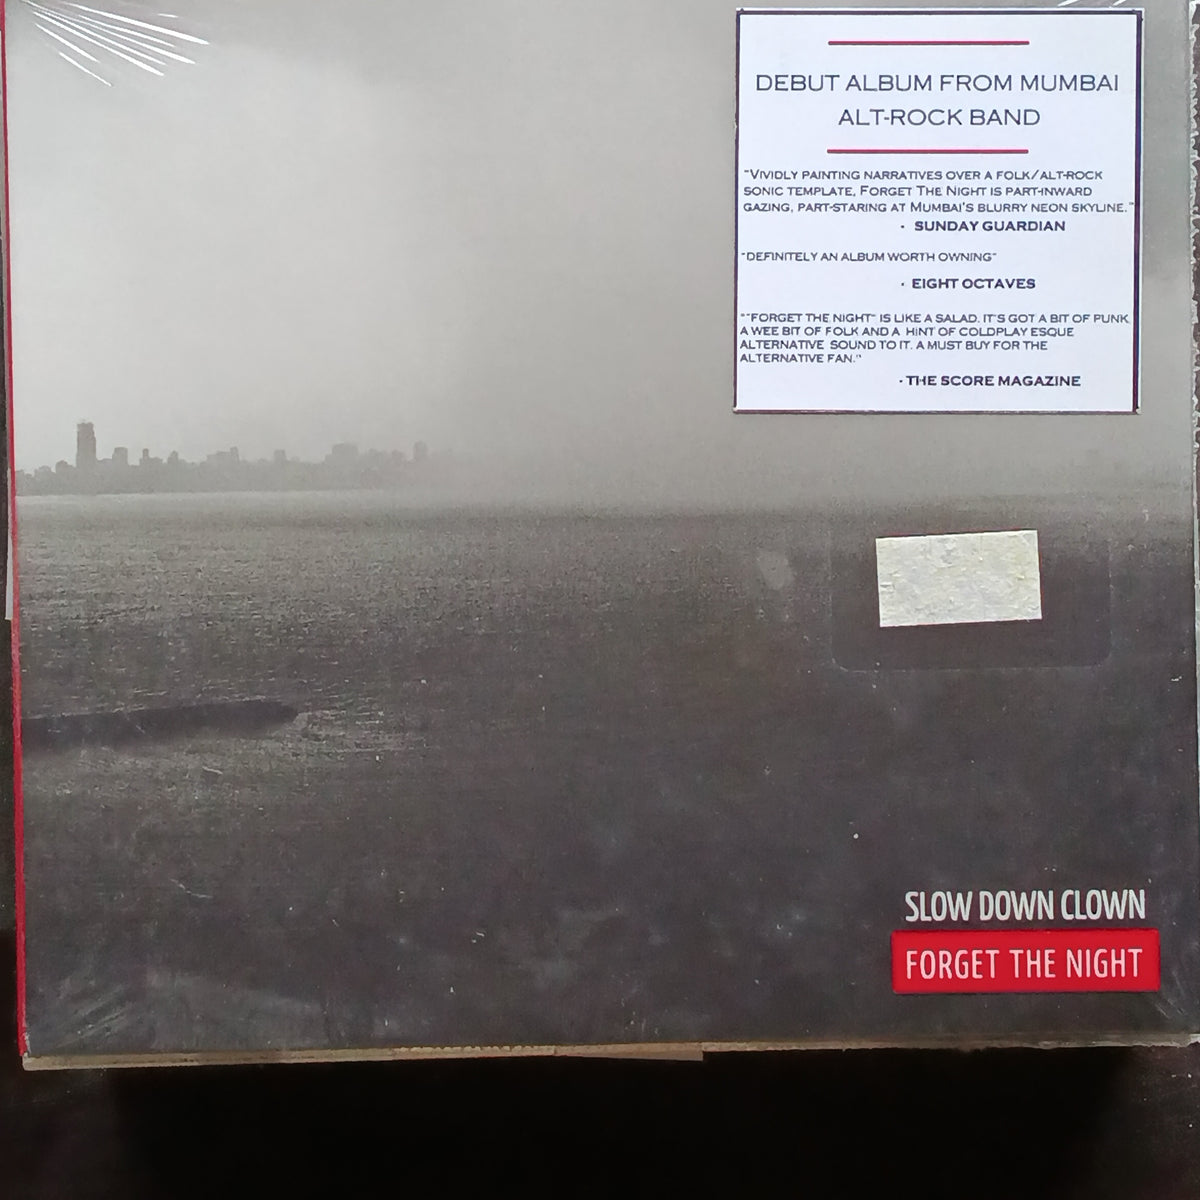 DEBUT ALBUM FROM MUMBAI
ALT-ROCK BAND
"VIVIDLY PAINTING NARRATIVES OVER A FOLK/ALT-ROCK
SONIC TEMPLATE, FORGET THE NIGHT IS PART-INWARD
GAZING, PART-STARING AT MUMBAI'S BLURRY NEON SKYLINE."
- SUNDAY GUARDIAN
"DEFINITELY AN ALBUM WORTH OWNING"
- EIGHT OCTAVES
""FORGET THE NIGHT" IS LIKE A SALAD. IT'S GOT A BIT OF PUNK,
A WEE BIT OF FOLK AND A HINT OF COLDPLAY ESQUE
ALTERNATIVE SOUND TO IT. A MUST BUY FOR THE
ALTERNATIVE FAN."
- THE SCORE MAGAZINE
SLOW DOWN CLOWN
FORGET THE NIGHT